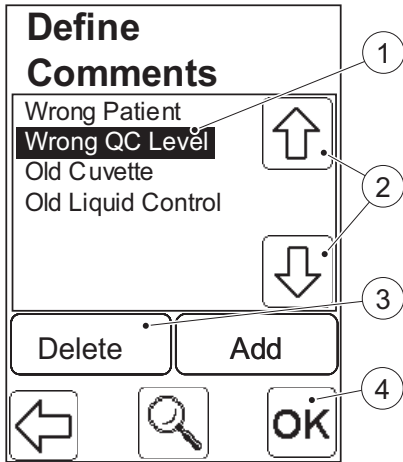 Define
Comments
1
Wrong Patient
Wrong QC Level
Old Cuvette
Old Liquid Control
2
3
Delete
Add
4
OK